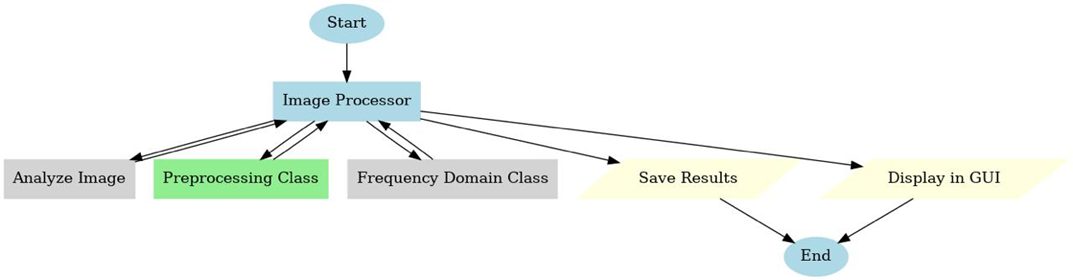 Start
Image Processor
Analyze Image
Preprocessing Class
Frequency Domain Class
Save Results
Display in GUI
End